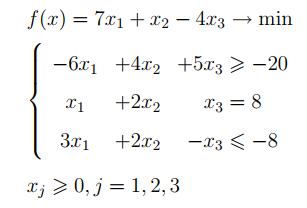 f(x) = 7x₁ + x₂ − 4x₃ → min
−6x₁ +4x₂ +5x₃ ⩾ −20
x₁ +2x₂ x₃ = 8
3x₁ +2x₂ −x₃ ⩽ −8
xⱼ ⩾ 0, j = 1, 2, 3